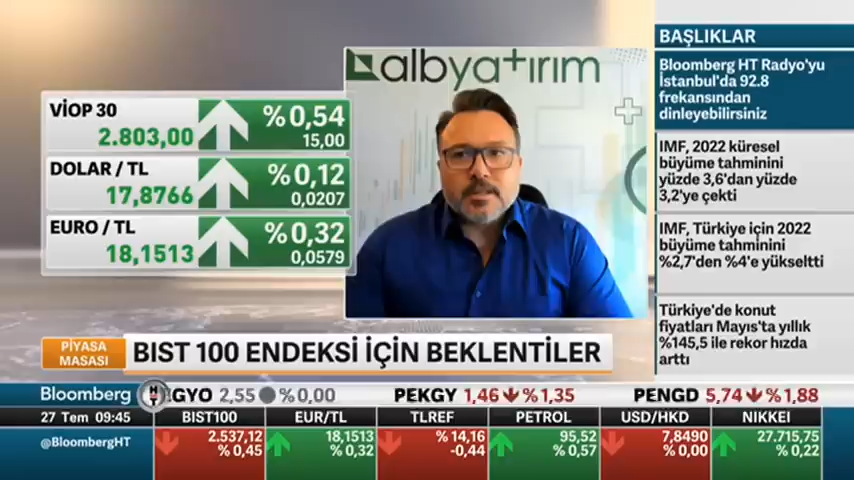 albyatırım
VİOP 30
2.803,00
%0,54
15,00
DOLAR / TL
17,8766
%0,12
0,0207
EURO / TL
18,1513
%0,32
0,0579
BAŞLIKLAR
Bloomberg HT Radyo'yu
İstanbul'da 92.8
frekansından
dinleyebilirsiniz
IMF, 2022 küresel
büyüme tahminini
yüzde 3,6'dan yüzde
3,2'ye çekti
IMF, Türkiye için 2022
büyüme tahminini
%2,7'den %4'e yükseltti
Türkiye'de konut
fiyatları Mayıs'ta yıllık
%145,5 ile rekor hızda
arttı
PİYASA
MASASI
BIST 100 ENDEKSİ İÇİN BEKLENTİLER
Bloomberg HT
GYO 2,55 %0,00 PEKGY 1,46 %1,35 PENGD 5,74 %1,88
27 Tem 09:45
@BloombergHT
BIST100
2.537,12
% 0,45
EUR/TL
18,1513
% 0,32
TLREF
% 14,16
-0,44
PETROL
95,52
% 0,57
USD/HKD
7,8490
% 0,00
NIKKEI
27.715,75
% 0,22